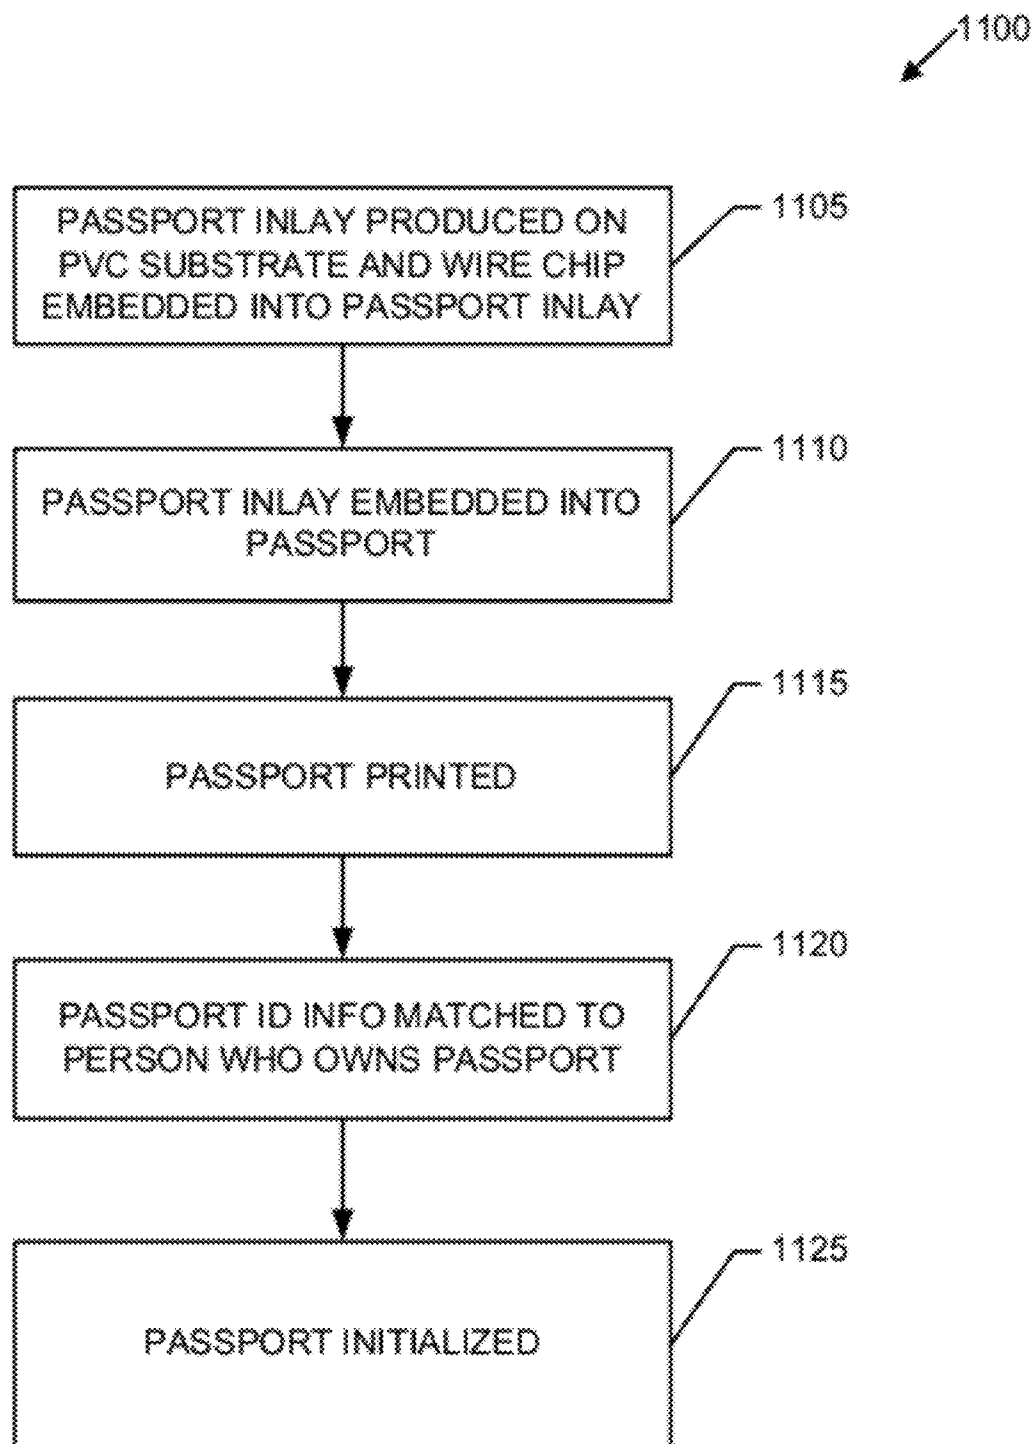 1100
PASSPORT INLAY PRODUCED ON
PVC SUBSTRATE AND WIRE CHIP
EMBEDDED INTO PASSPORT INLAY
1105
PASSPORT INLAY EMBEDDED INTO
PASSPORT
1110
PASSPORT PRINTED
1115
PASSPORT ID INFO MATCHED TO
PERSON WHO OWNS PASSPORT
1120
PASSPORT INITIALIZED
1125